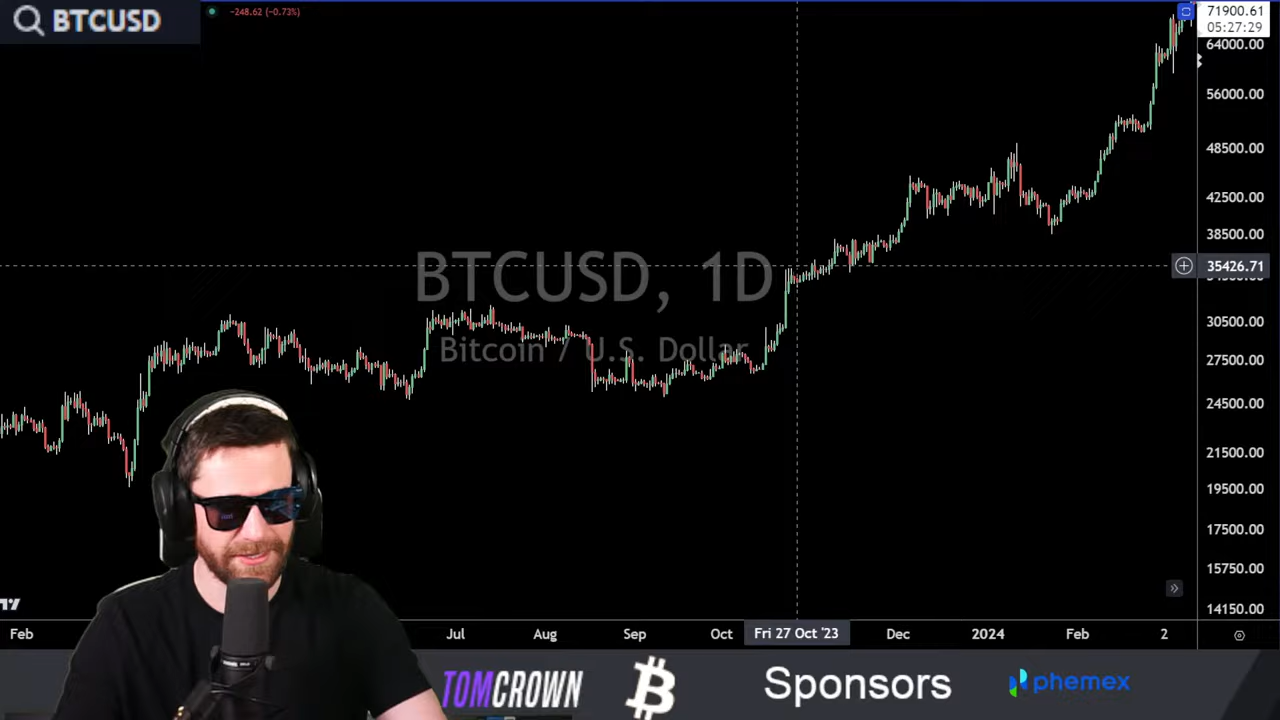 BTCUSD
−248.62 (−0.73%)
71900.61
05:27:29
64000.00
56000.00
48500.00
42500.00
38500.00
BTCUSD, 1D
35426.71
Bitcoin / U.S. Dollar
30500.00
27500.00
24500.00
21500.00
19500.00
17500.00
15750.00
14150.00
Feb
Jul
Aug
Sep
Oct
Fri 27 Oct '23
Dec
2024
Feb
2
TOMCROWN
Sponsors
phemex